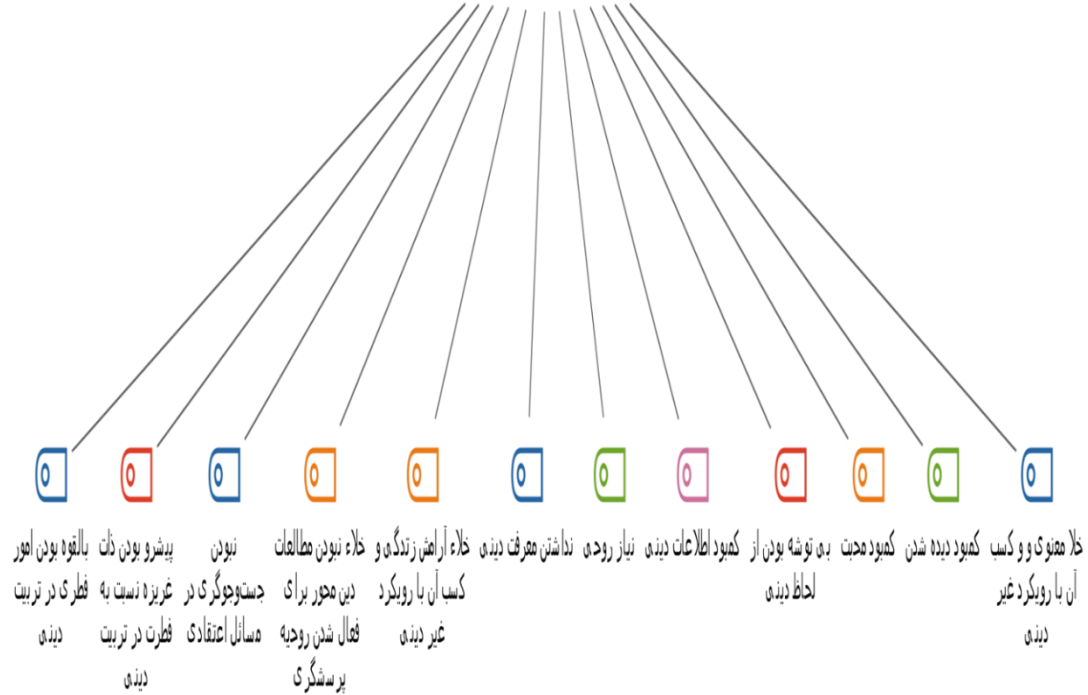 خلا معنوی و و کسب
آن با رویکرد غیر
دینی
کمبود دیده شدن
کمبود محبت
بی توشه بودن از
لحاظ دینی
کمبود اطلاعات دینی
نیاز روحی
نداشتن معرفت دینی
خلاء آرامش زتدگی و
کسب آن با رویکرد
غیر دینی
خلاء نبودن مطالعات
دین محور برای
فعال شدن روحیه
پرسشگری
نبودن
جست‌وجوگری در
مسائل اعتقادی
پیشرو بودن ذات
غریزه نسبت به
فطرت در تربیت
دینی
بالقوه بودن امور
فطری در تربیت
دینی